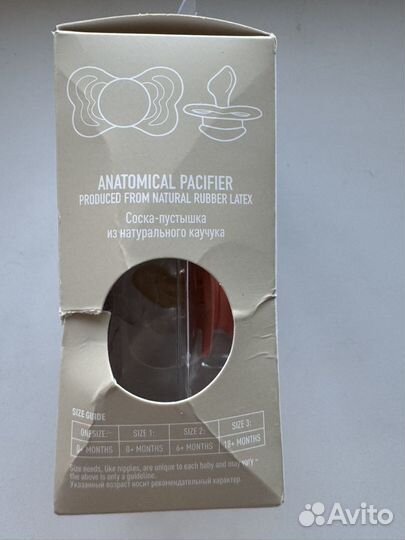 ANATOMICAL PACIFIER
PRODUCED FROM NATURAL RUBBER LATEX
Соска-пустышка
из натурального каучука
SIZE GUIDE
ONE SIZE: SIZE 1: SIZE 2: SIZE 3:
0+ MONTHS 0+ MONTHS 6+ MONTHS 18+ MONTHS
Size needs, like nipples, are unique to each baby and may vary –
the above is only a guideline.
Указанный возраст носит рекомендательный характер.
Avito